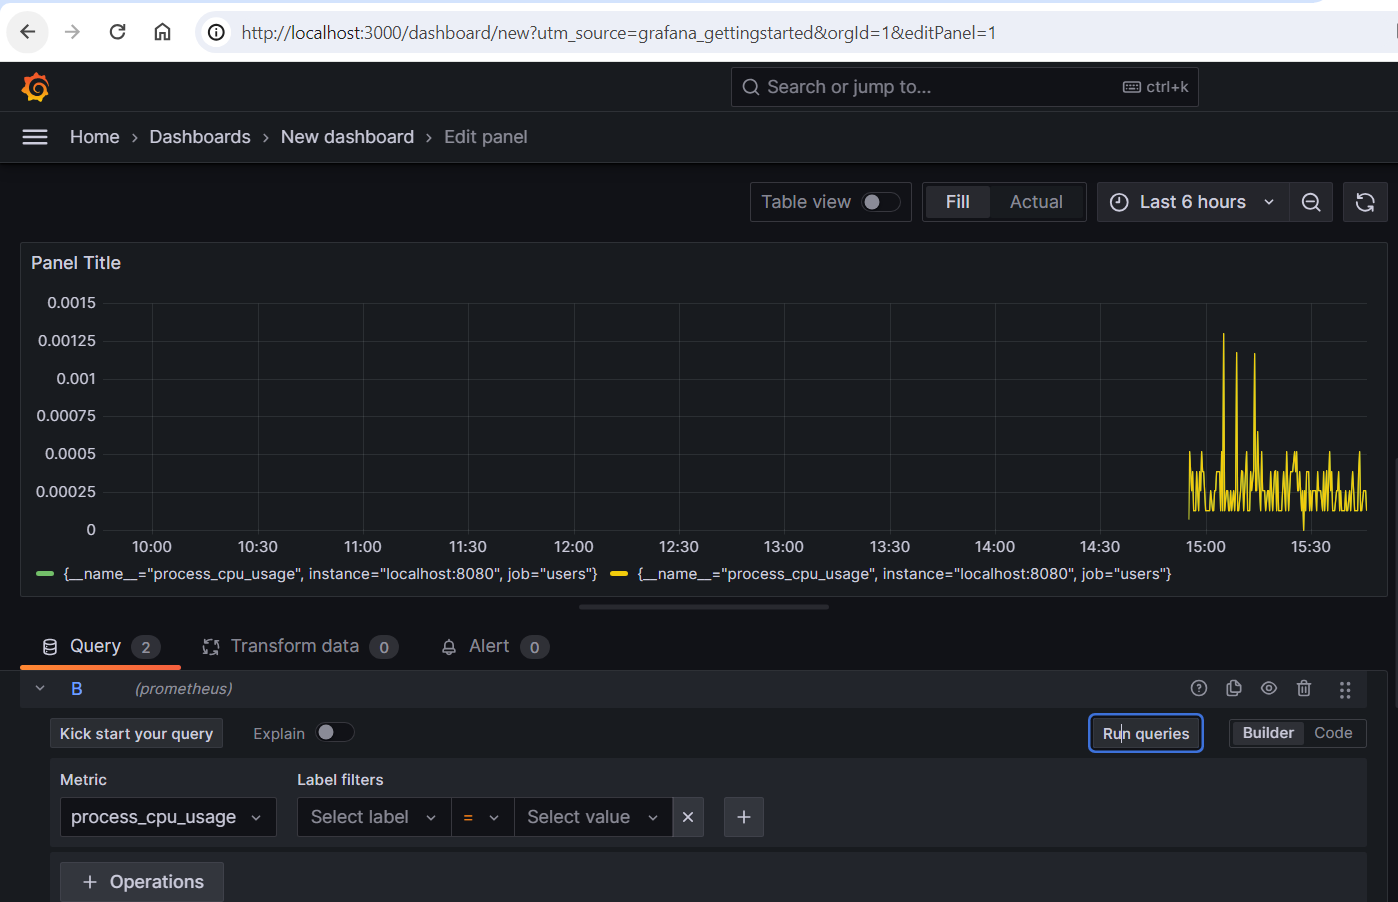 http://localhost:3000/dashboard/new?utm_source=grafana_gettingstarted&orgId=1&editPanel=1
Search or jump to... ctrl+k
Home › Dashboards › New dashboard › Edit panel
Table view Fill Actual Last 6 hours
Panel Title
0.0015
0.00125
0.001
0.00075
0.0005
0.00025
0
10:00 10:30 11:00 11:30 12:00 12:30 13:00 13:30 14:00 14:30 15:00 15:30
{__name__="process_cpu_usage", instance="localhost:8080", job="users"} {__name__="process_cpu_usage", instance="localhost:8080", job="users"}
Query 2 Transform data 0 Alert 0
B (prometheus)
Kick start your query Explain Run queries Builder Code
Metric Label filters
process_cpu_usage Select label = Select value
+ Operations